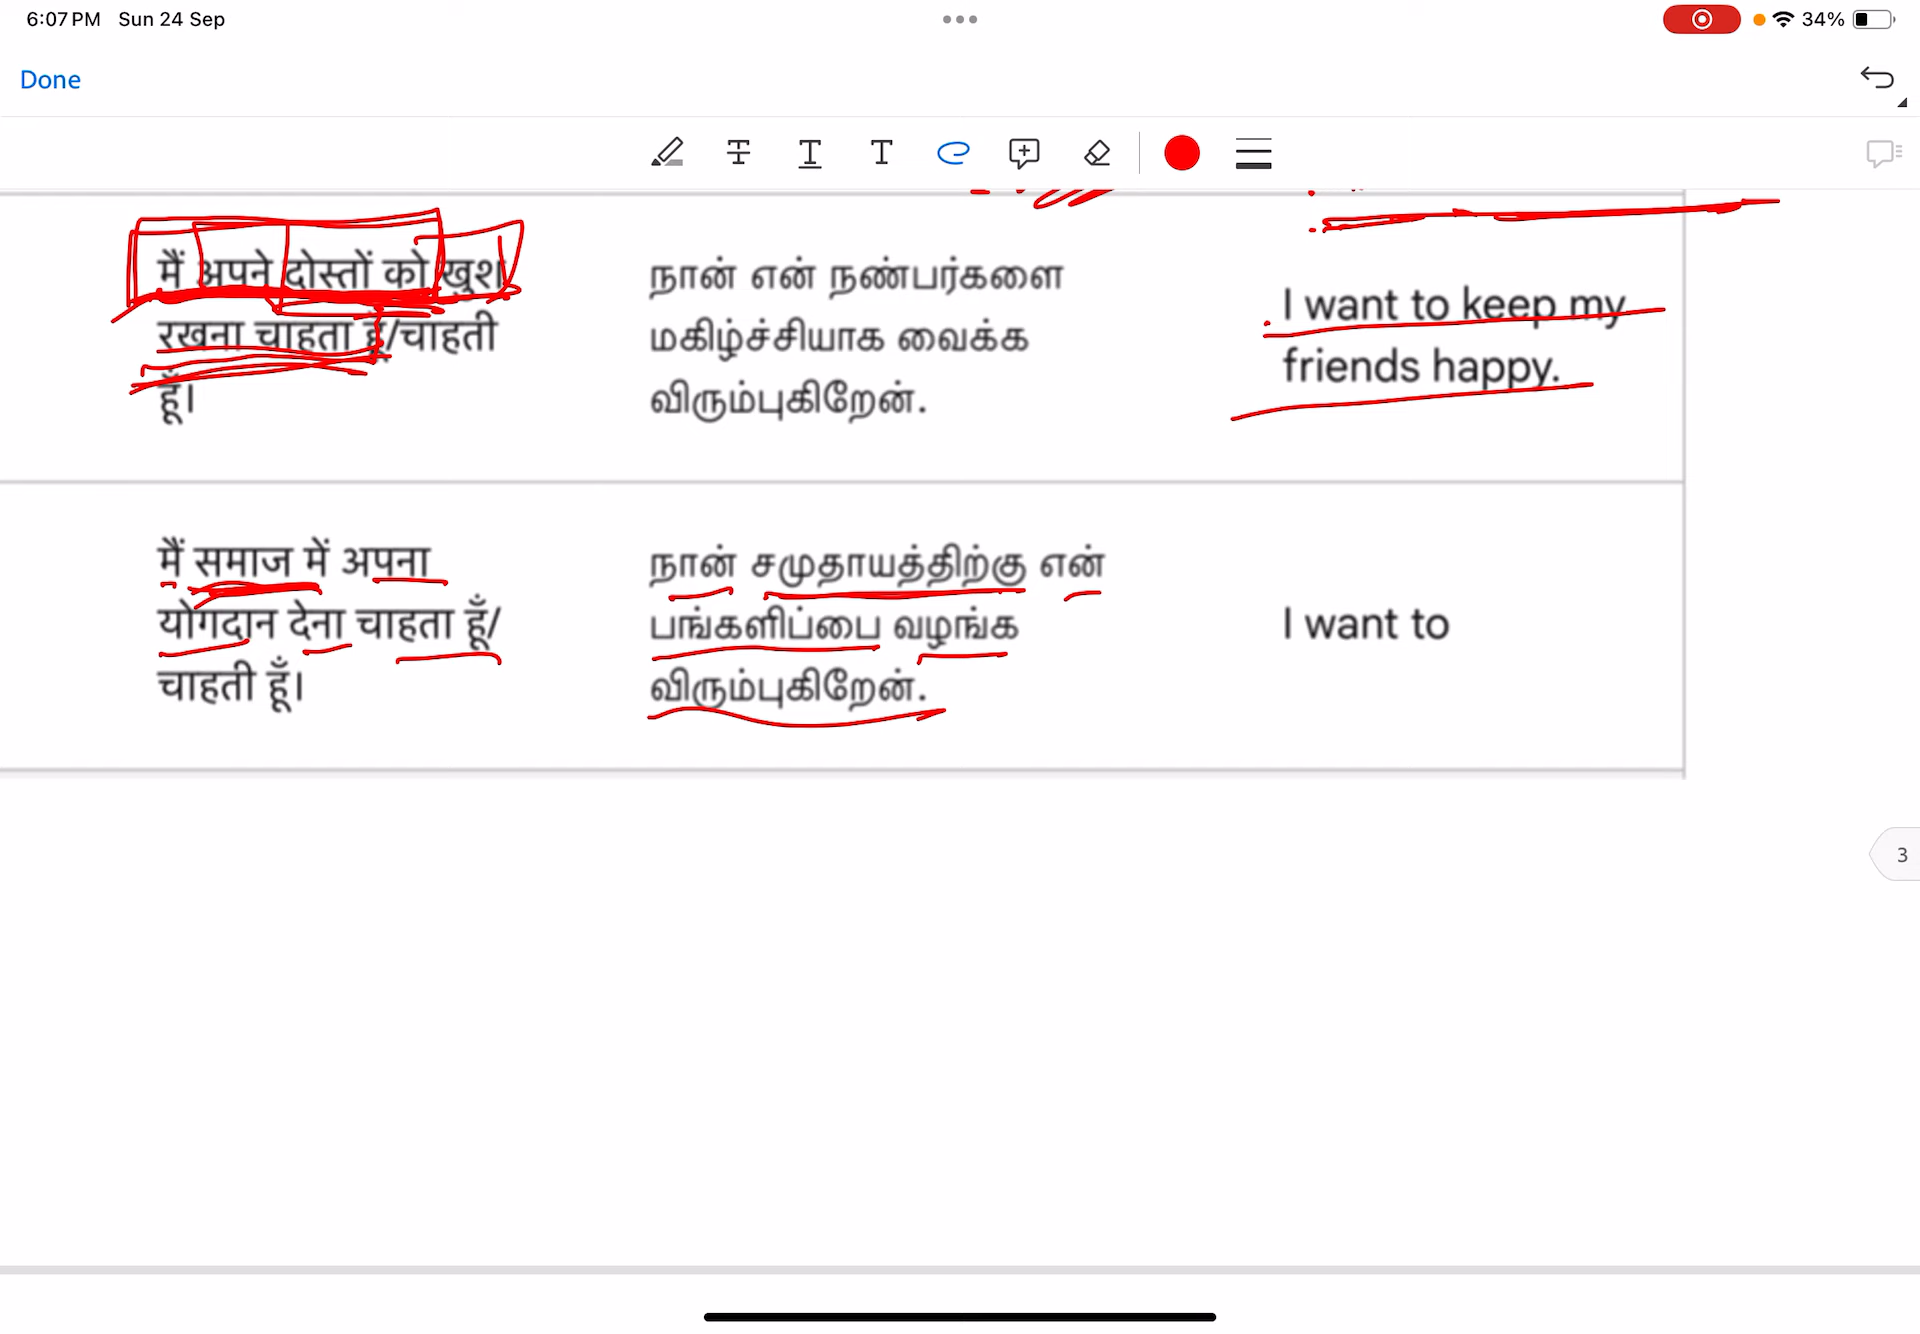 6:07 PM Sun 24 Sep
34%
Done
मैं अपने दोस्तों को खुश
रखना चाहता हूँ/चाहती
हूँ।
நான் என் நண்பர்களை
மகிழ்ச்சியாக வைக்க
விரும்புகிறேன்.
I want to keep my
friends happy.
मैं समाज में अपना
योगदान देना चाहता हूँ/
चाहती हूँ।
நான் சமுதாயத்திற்கு என்
பங்களிப்பை வழங்க
விரும்புகிறேன்.
I want to
3